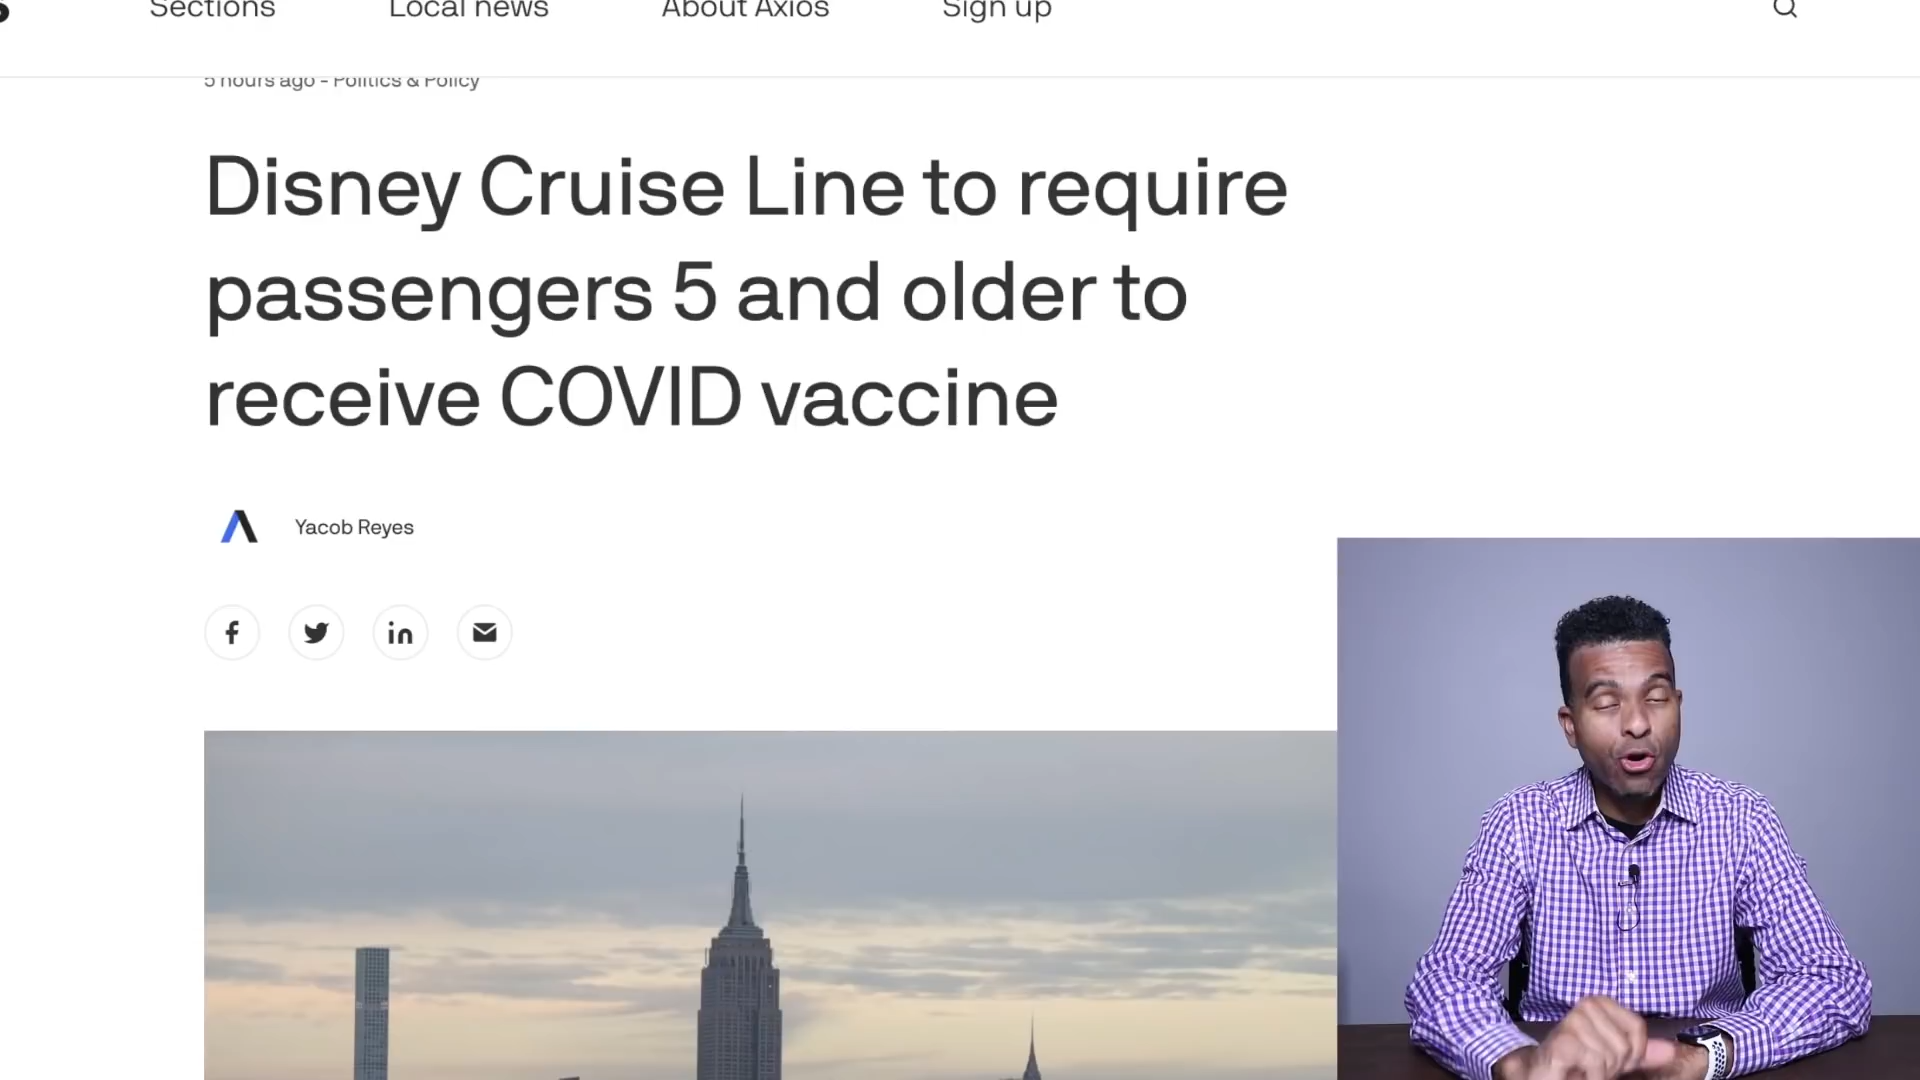 Sections Local news About Axios Sign up
5 hours ago - Politics & Policy
Disney Cruise Line to require
passengers 5 and older to
receive COVID vaccine
Yacob Reyes